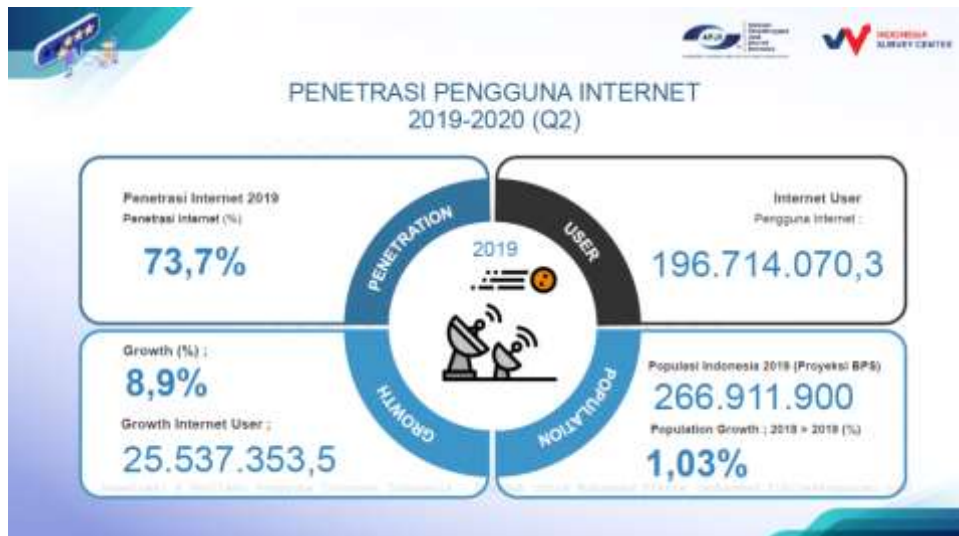 APJII
INDONESIA
SURVEY CENTER
PENETRASI PENGGUNA INTERNET
2019-2020 (Q2)
Penetrasi Internet 2019
Penetrasi Internet (%)
73,7%
PENETRATION
USER
Internet User
Pengguna Internet :
196.714.070,3
2019
Growth (%) :
8,9%
Growth Internet User :
25.537.353,5
GROWTH
POPULATION
Populasi Indonesia 2019 (Proyeksi BPS)
266.911.900
Population Growth : 2018 > 2019 (%)
1,03%